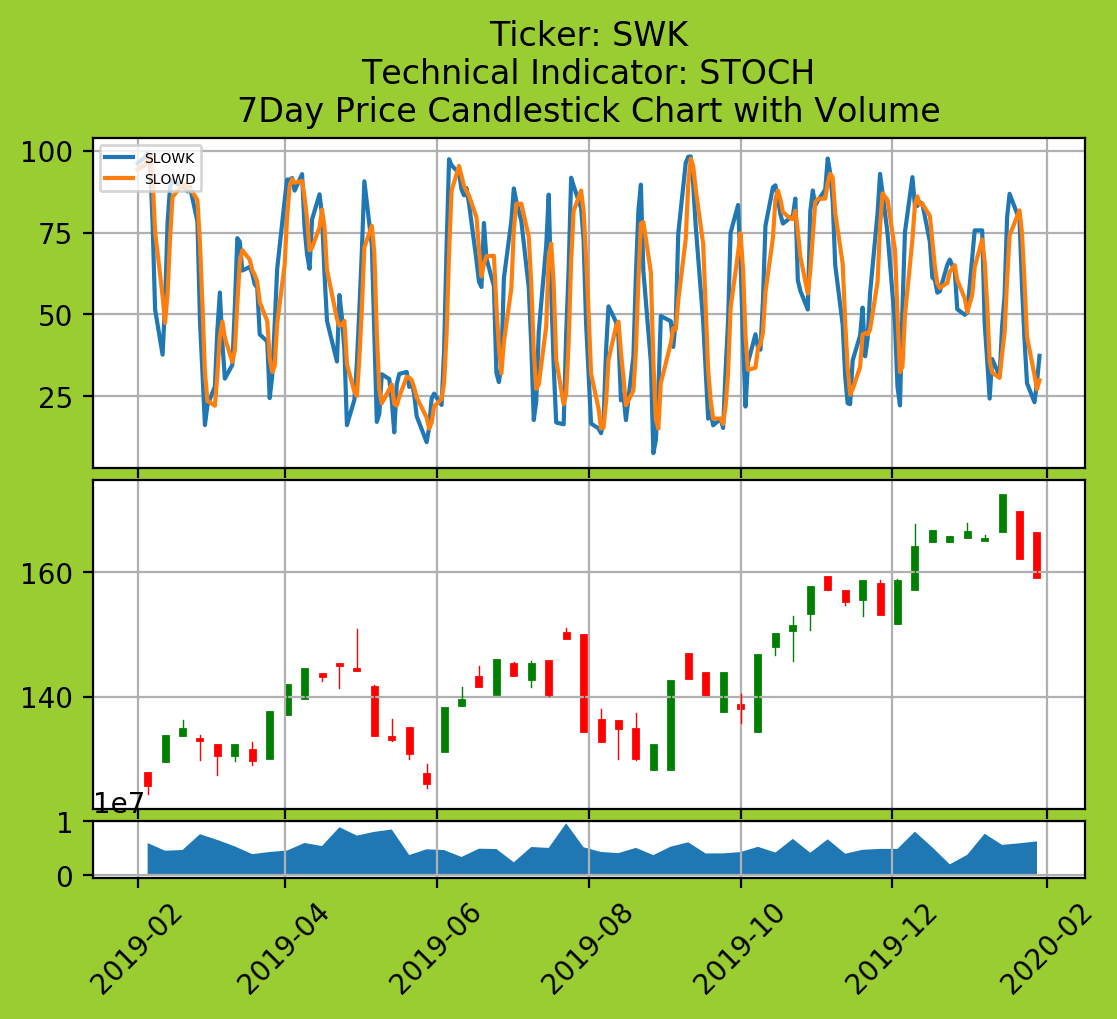 Ticker: SWK
Technical Indicator: STOCH
7Day Price Candlestick Chart with Volume
SLOWK
SLOWD
100
75
50
25
160
140
1e7
1
0
2019-02
2019-04
2019-06
2019-08
2019-10
2019-12
2020-02